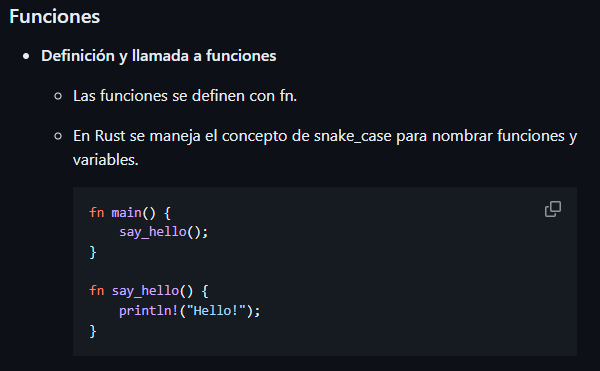 Funciones
Definición y llamada a funciones
Las funciones se definen con fn.
En Rust se maneja el concepto de snake_case para nombrar funciones y
variables.
fn main() {
    say_hello();
}

fn say_hello() {
    println!("Hello!");
}